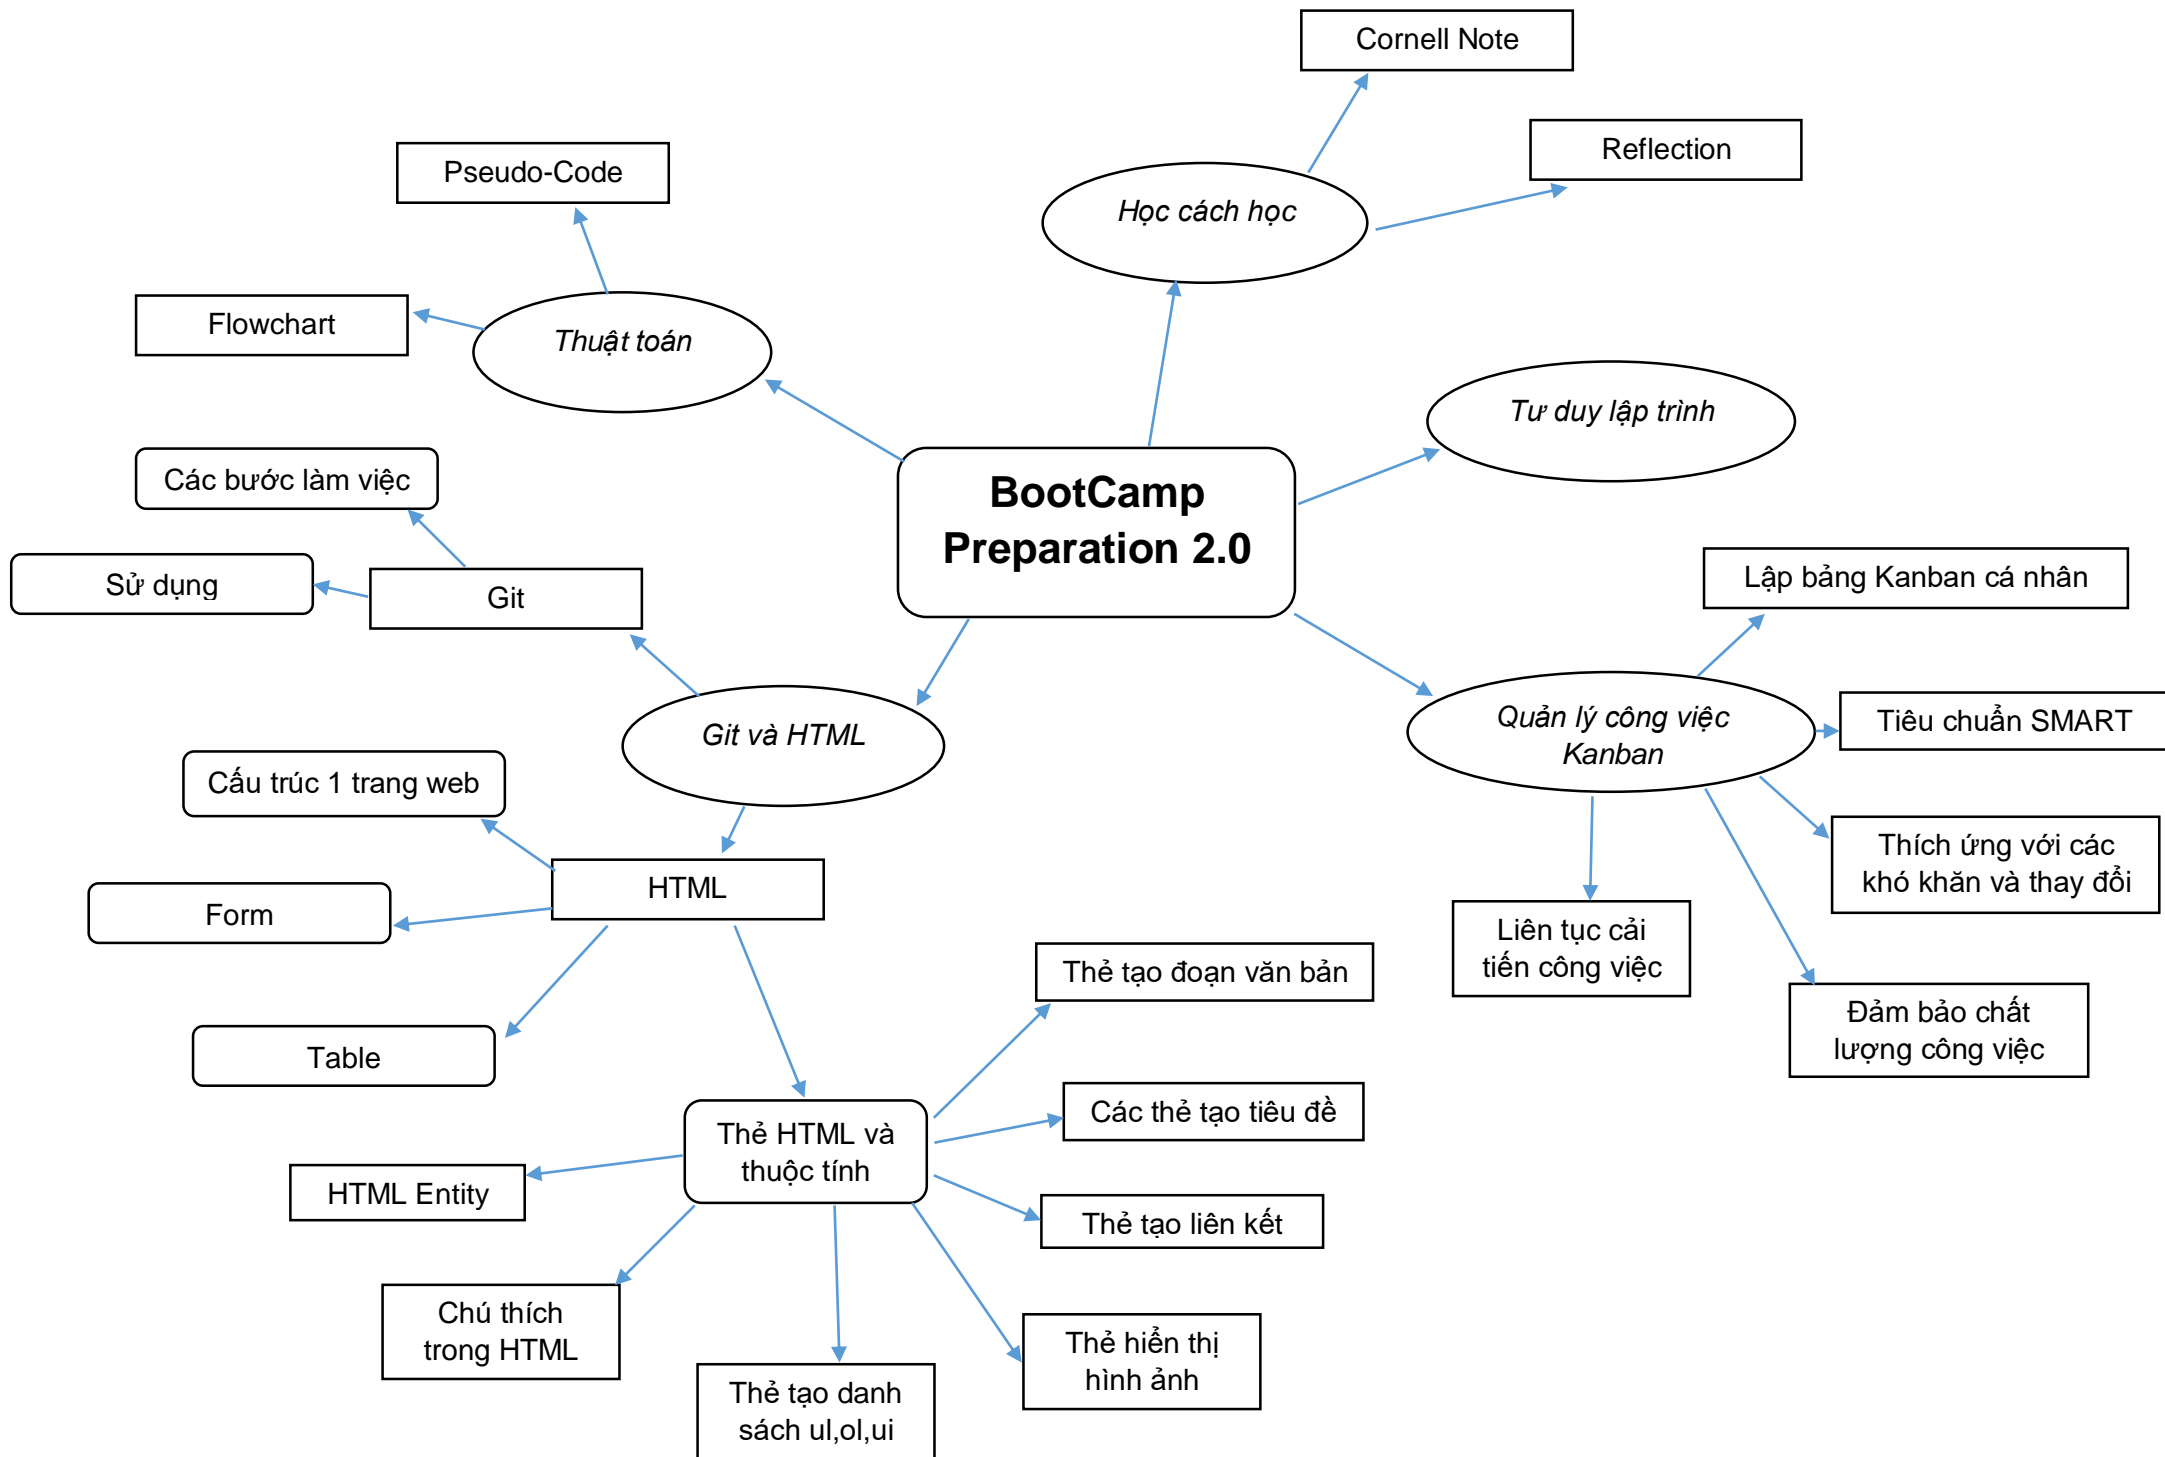 Cornell Note
Reflection
Pseudo-Code
Học cách học
Flowchart
Thuật toán
Tư duy lập trình
Các bước làm việc
BootCamp
Preparation 2.0
Sử dụng
Git
Lập bảng Kanban cá nhân
Git và HTML
Quản lý công việc
Kanban
Tiêu chuẩn SMART
Cấu trúc 1 trang web
HTML
Form
Thích ứng với các
khó khăn và thay đổi
Liên tục cải
tiến công việc
Thẻ tạo đoạn văn bản
Đảm bảo chất
lượng công việc
Table
Các thẻ tạo tiêu đề
Thẻ HTML và
thuộc tính
HTML Entity
Thẻ tạo liên kết
Chú thích
trong HTML
Thẻ hiển thị
hình ảnh
Thẻ tạo danh
sách ul,ol,ui